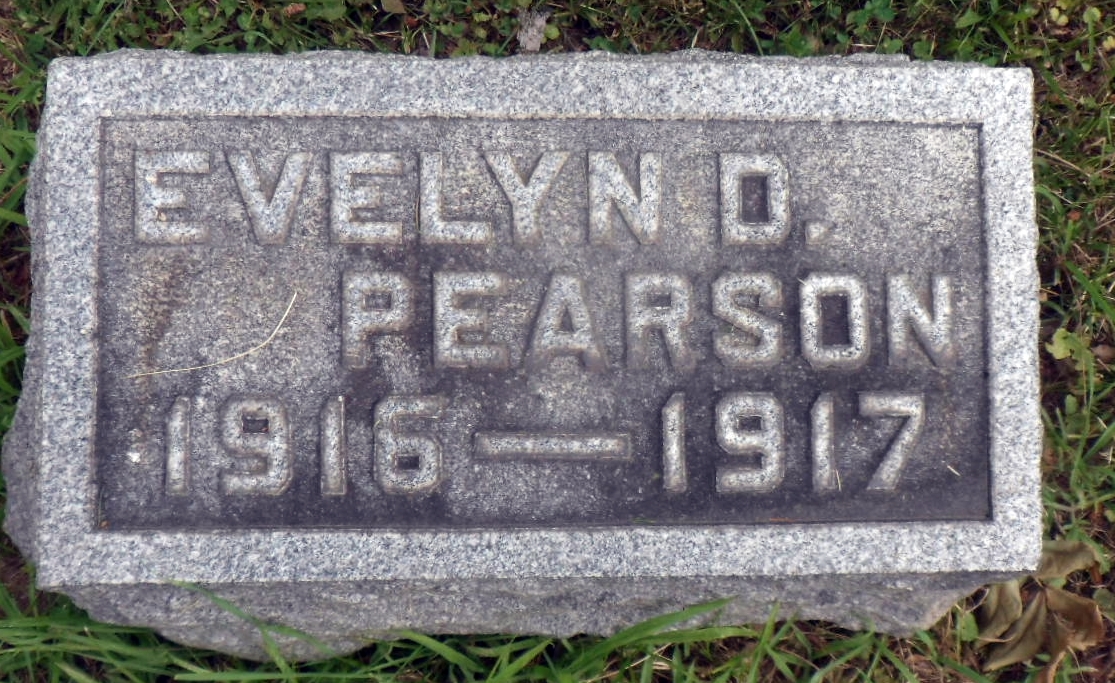 EVELYN D.
PEARSON
1916 — 1917